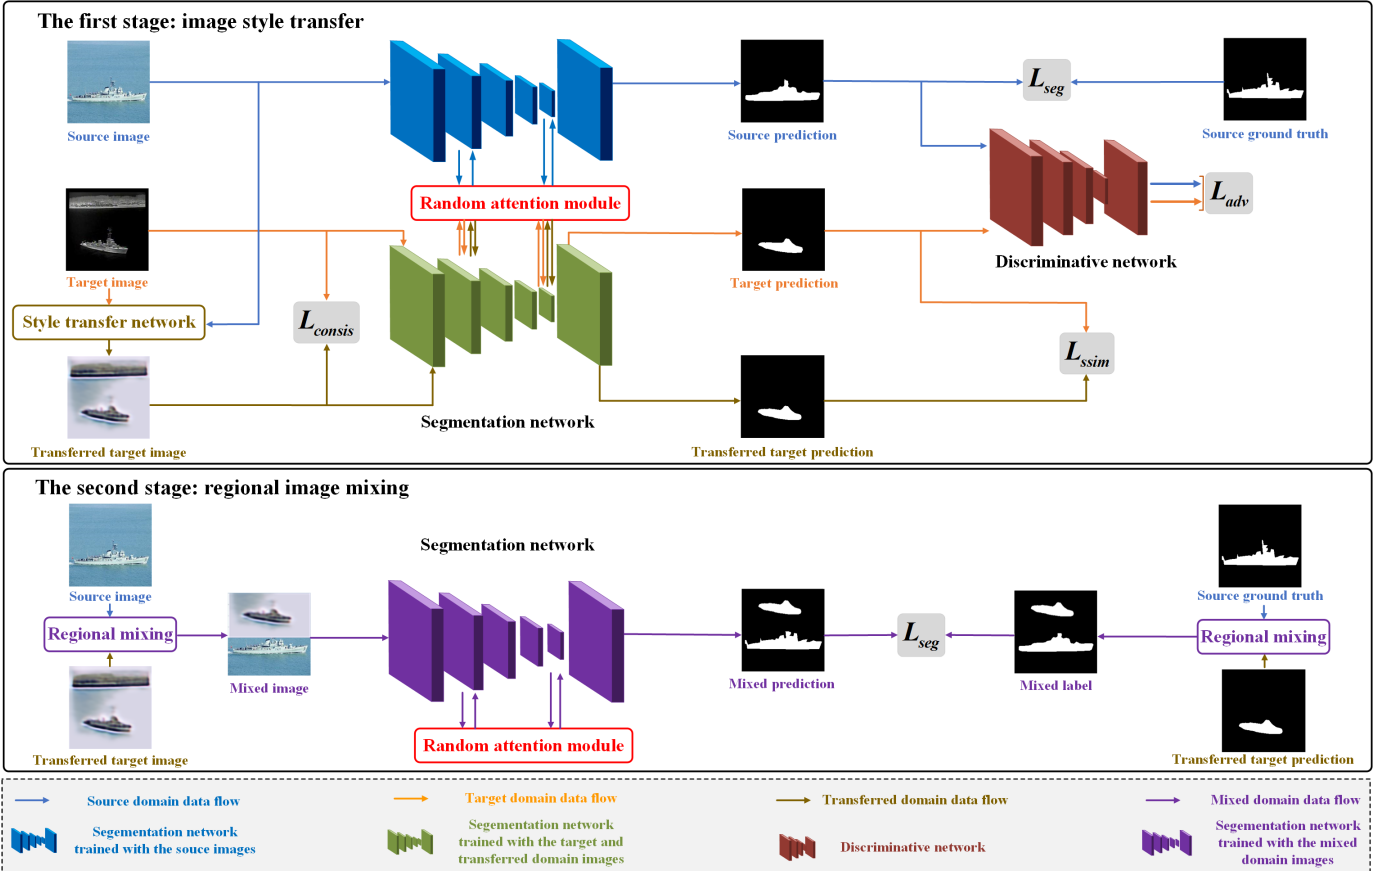 The first stage: image style transfer
Source image
Source prediction
L_seg
Source ground truth
Random attention module
L_adv
Target image
Target prediction
Discriminative network
Style transfer network
L_consis
L_ssim
Segmentation network
Transferred target image
Transferred target prediction
The second stage: regional image mixing
Segmentation network
Source image
Source ground truth
Regional mixing
L_seg
Regional mixing
Mixed image
Mixed prediction
Mixed label
Random attention module
Transferred target image
Transferred target prediction
Source domain data flow
Target domain data flow
Transferred domain data flow
Mixed domain data flow
Segementation network
trained with the souce images
Segementation network
trained with the target and
transferred domain images
Discriminative network
Segementation network
trained with the mixed
domain images